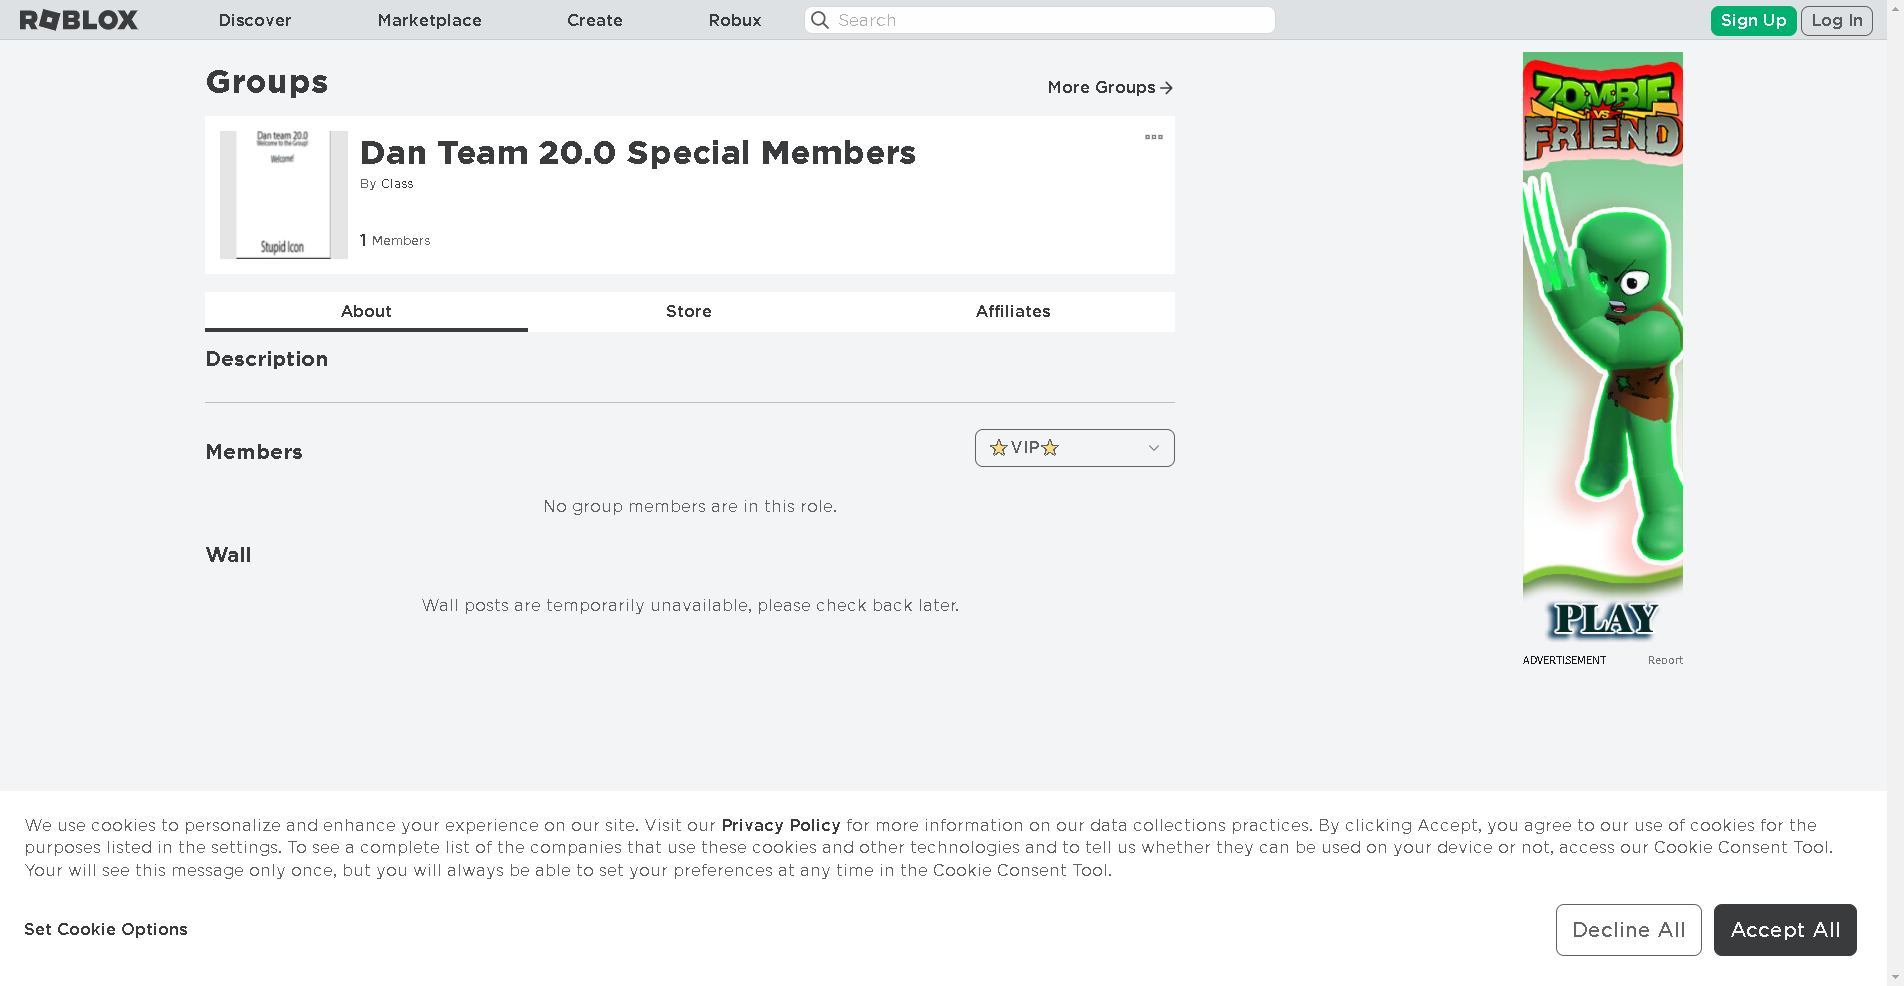 ROBLOX
Discover
Marketplace
Create
Robux
Search
Sign Up
Log In
Groups
More Groups
Dan team 20.0
Welcome to the Group!
Welcome!
Stupid Icon
Dan Team 20.0 Special Members
By Class
1 Members
About
Store
Affiliates
Description
Members
⭐VIP⭐
No group members are in this role.
Wall
Wall posts are temporarily unavailable, please check back later.
ZOMBIE
VS
FRIEND
PLAY
ADVERTISEMENT
Report
We use cookies to personalize and enhance your experience on our site. Visit our Privacy Policy for more information on our data collections practices. By clicking Accept, you agree to our use of cookies for the
purposes listed in the settings. To see a complete list of the companies that use these cookies and other technologies and to tell us whether they can be used on your device or not, access our Cookie Consent Tool.
Your will see this message only once, but you will always be able to set your preferences at any time in the Cookie Consent Tool.
Set Cookie Options
Decline All
Accept All